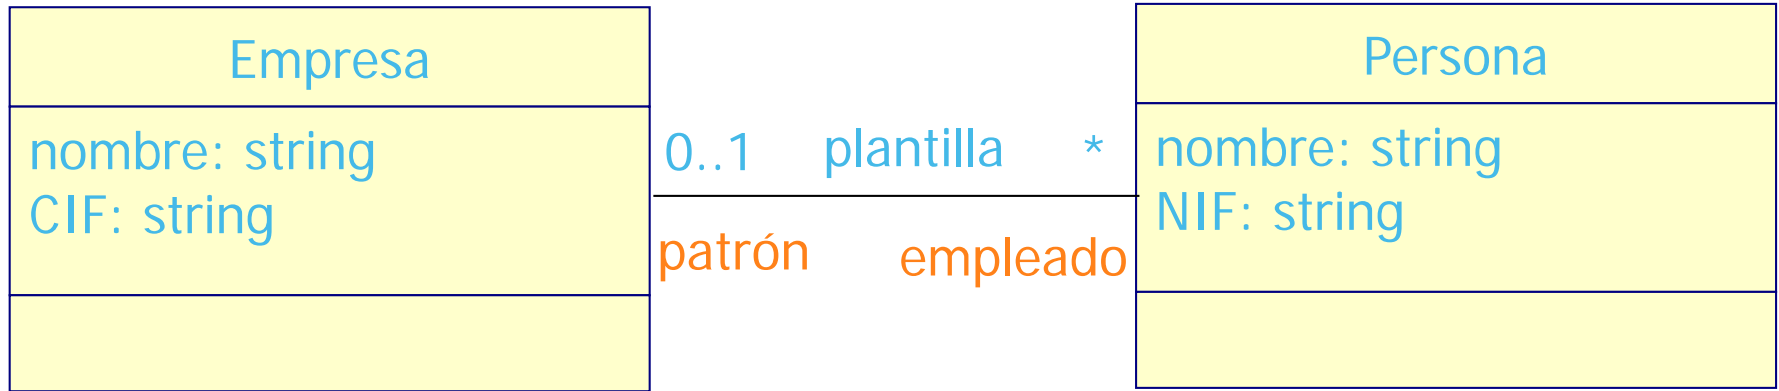 Empresa
nombre: string
CIF: string
0..1 plantilla *
patrón empleado
Persona
nombre: string
NIF: string